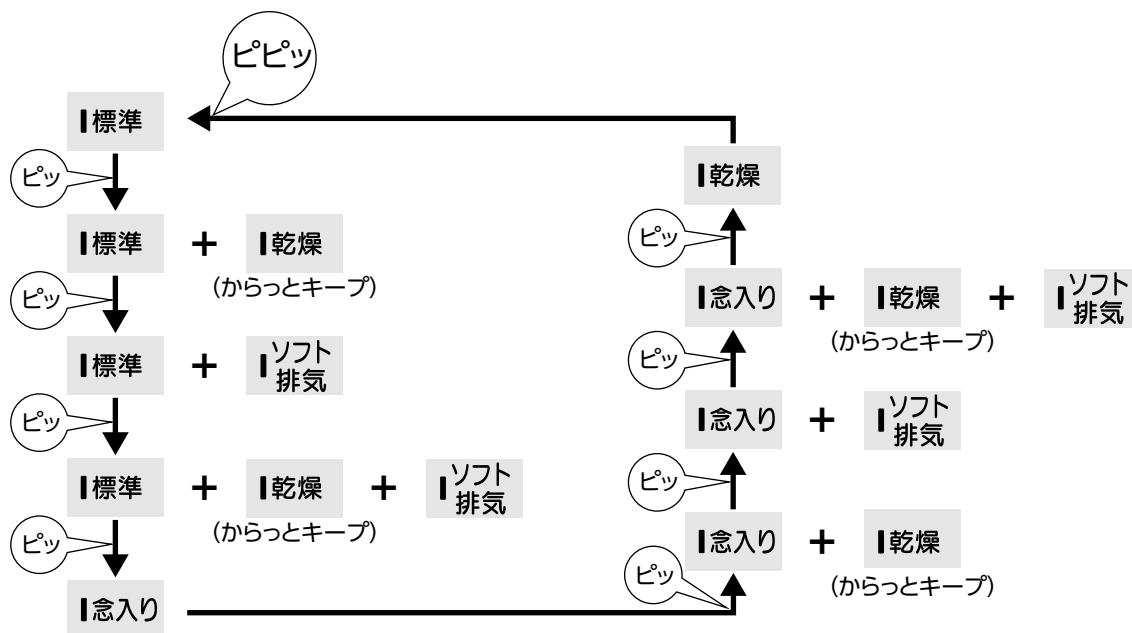 ピピッ
標準
ピッ
標準 + 乾燥
(からっとキープ)
ピッ
標準 + ソフト
排気
ピッ
標準 + 乾燥 + ソフト
排気
(からっとキープ)
ピッ
念入り
ピッ
念入り + 乾燥
(からっとキープ)
ピッ
念入り + ソフト
排気
ピッ
念入り + 乾燥 + ソフト
排気
(からっとキープ)
ピッ
乾燥